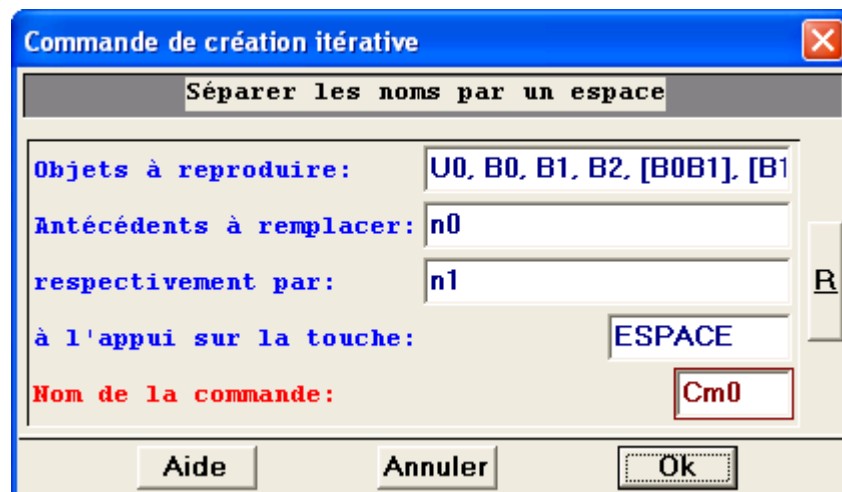 Commande de création itérative
Séparer les noms par un espace
Objets à reproduire: U0, B0, B1, B2, [B0B1], [B1
Antécédents à remplacer: n0
respectivement par: n1
R
à l'appui sur la touche: ESPACE
Nom de la commande: Cm0
Aide Annuler Ok